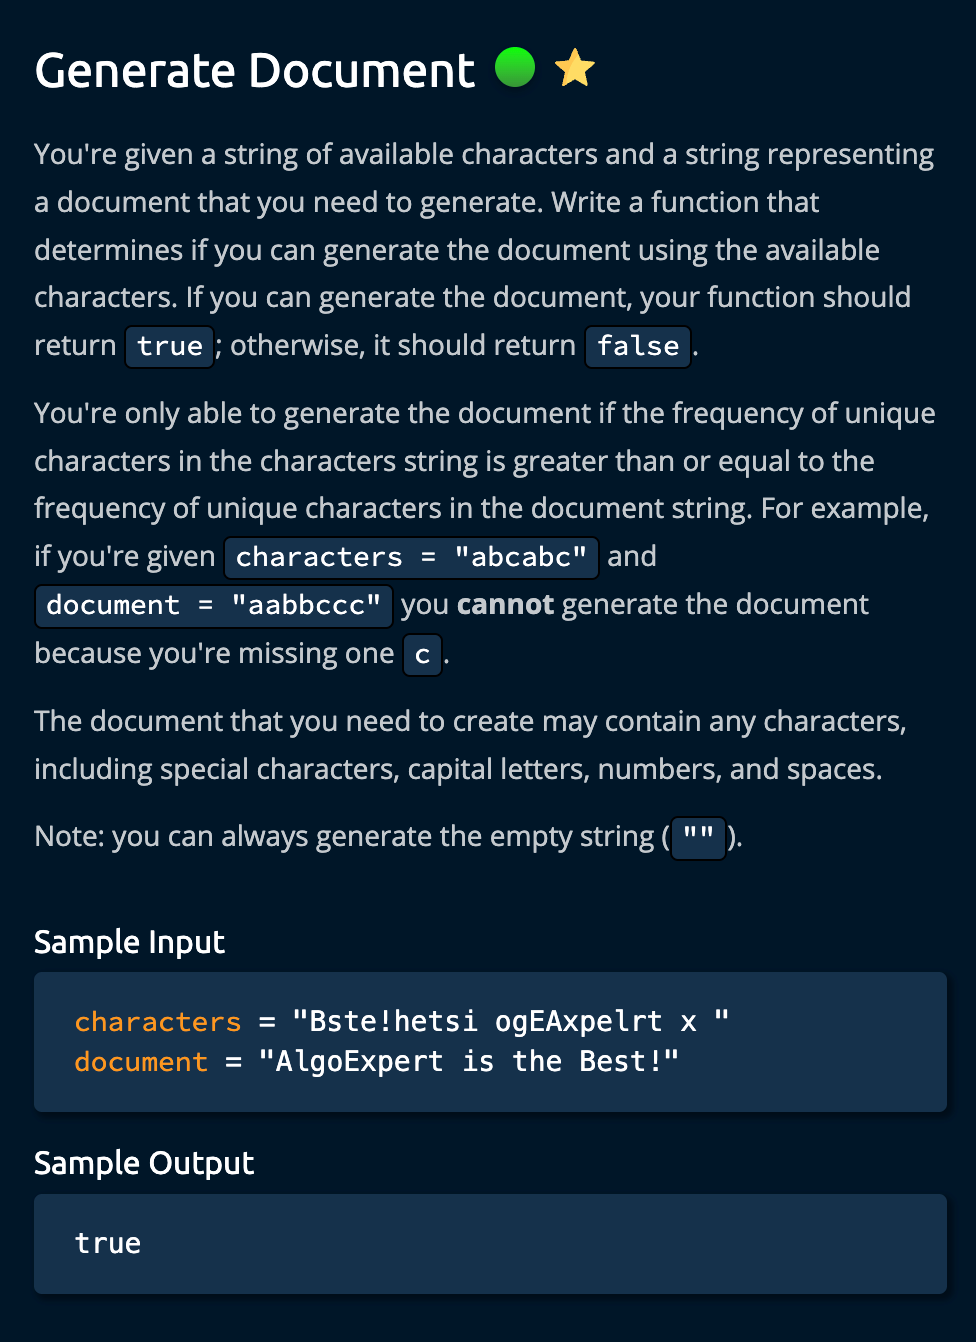 Generate Document
You're given a string of available characters and a string representing
a document that you need to generate. Write a function that
determines if you can generate the document using the available
characters. If you can generate the document, your function should
return true; otherwise, it should return false.
You're only able to generate the document if the frequency of unique
characters in the characters string is greater than or equal to the
frequency of unique characters in the document string. For example,
if you're given characters = "abcabc" and
document = "aabbccc" you cannot generate the document
because you're missing one c.
The document that you need to create may contain any characters,
including special characters, capital letters, numbers, and spaces.
Note: you can always generate the empty string ("").
Sample Input
characters = "Bste!hetsi ogEAxpelrt x "
document = "AlgoExpert is the Best!"
Sample Output
true